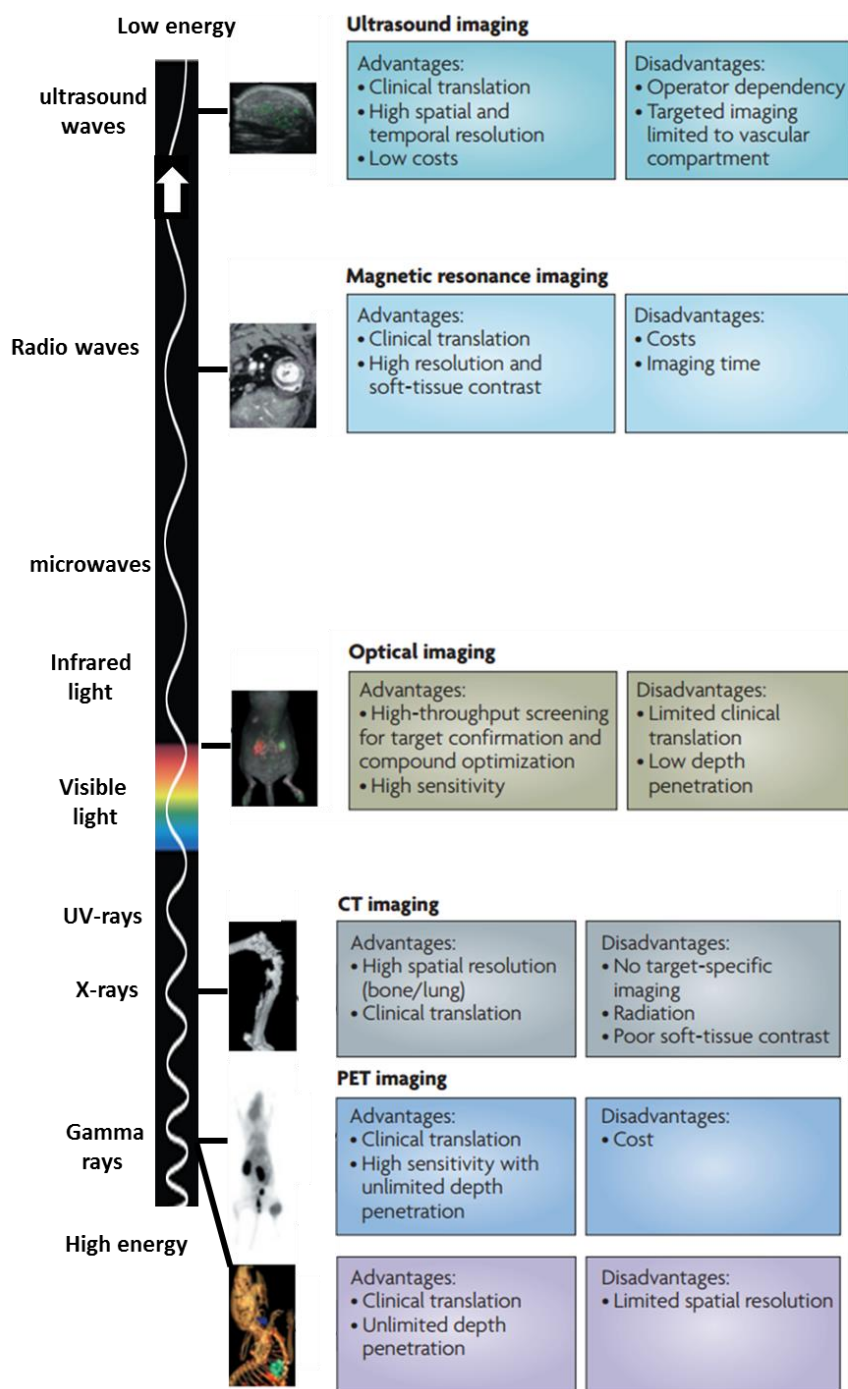 Low energy
ultrasound
waves
Ultrasound imaging
Advantages:
• Clinical translation
• High spatial and
temporal resolution
• Low costs
Disadvantages:
• Operator dependency
• Targeted imaging
limited to vascular
compartment
Radio waves
Magnetic resonance imaging
Advantages:
• Clinical translation
• High resolution and
soft-tissue contrast
Disadvantages:
• Costs
• Imaging time
microwaves
Infrared
light
Optical imaging
Advantages:
• High-throughput screening
for target confirmation and
compound optimization
• High sensitivity
Disadvantages:
• Limited clinical
translation
• Low depth
penetration
Visible
light
UV-rays
X-rays
CT imaging
Advantages:
• High spatial resolution
(bone/lung)
• Clinical translation
Disadvantages:
• No target-specific
imaging
• Radiation
• Poor soft-tissue contrast
Gamma
rays
PET imaging
Advantages:
• Clinical translation
• High sensitivity with
unlimited depth
penetration
Disadvantages:
• Cost
High energy
Advantages:
• Clinical translation
• Unlimited depth
penetration
Disadvantages:
• Limited spatial resolution